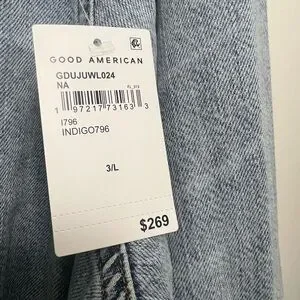 GOOD AMERICAN
GDUJUWL024
NA
1 97217 73163 3
I796
INDIGO796
3/L
$269